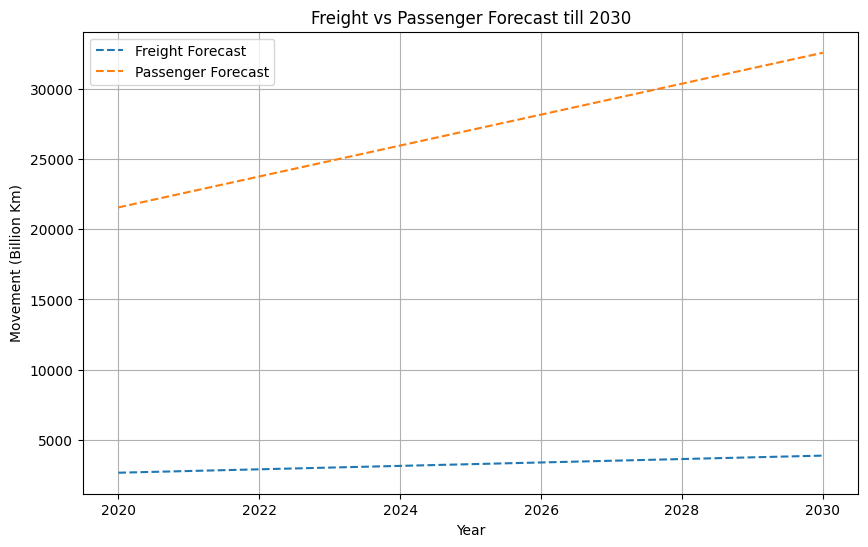 Freight vs Passenger Forecast till 2030
Freight Forecast
Passenger Forecast
Movement (Billion Km)
30000
25000
20000
15000
10000
5000
2020 2022 2024 2026 2028 2030
Year